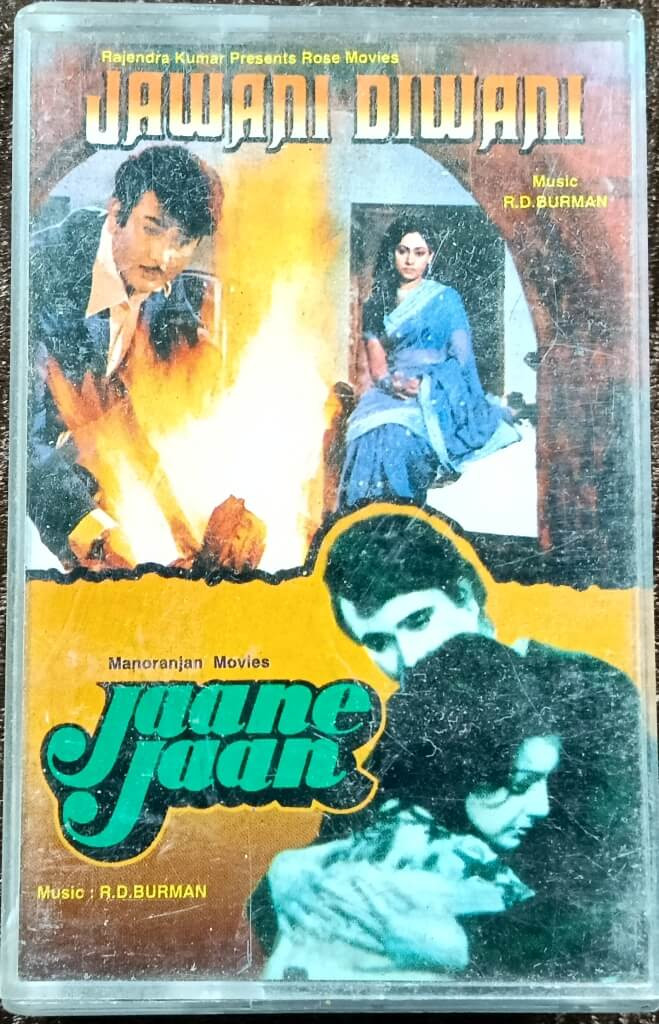 Rajendra Kumar Presents Rose Movies
JAWANI DIWANI
Music
R.D.BURMAN
Manoranjan Movies
Jaane
Jaan
Music : R.D.BURMAN